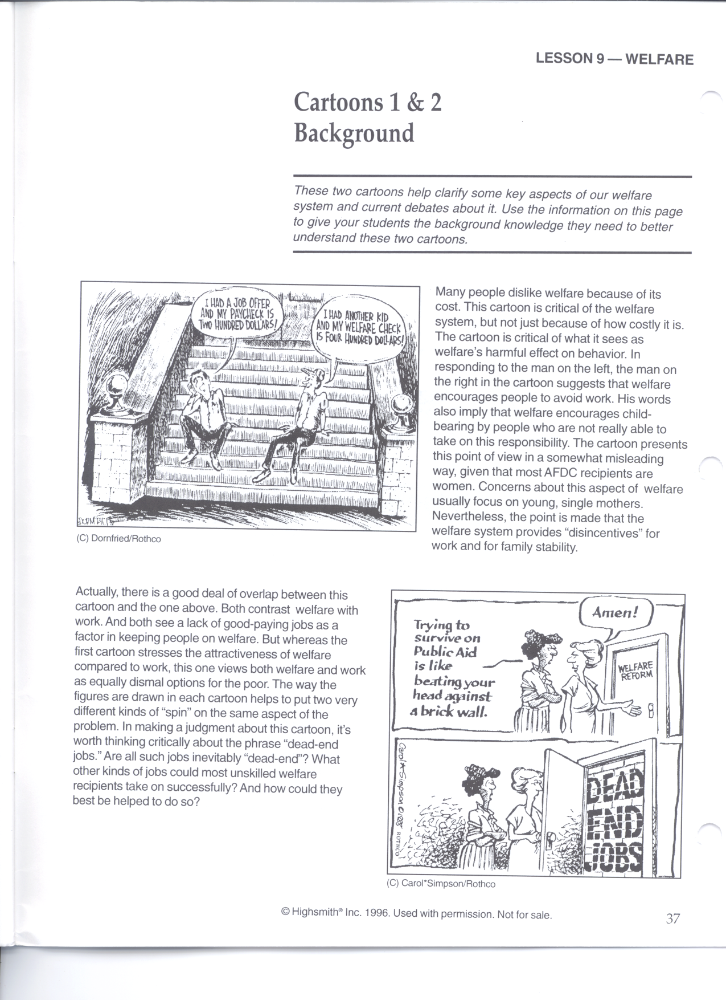 LESSON 9 — WELFARE
Cartoons 1 & 2
Background
These two cartoons help clarify some key aspects of our welfare
system and current debates about it. Use the information on this page
to give your students the background knowledge they need to better
understand these two cartoons.
I HAD A JOB OFFER
AND MY PAYCHECK IS
TWO HUNDRED DOLLARS!
I HAD ANOTHER KID
AND MY WELFARE CHECK
IS FOUR HUNDRED DOLLARS!
(C) Dornfried/Rothco
Many people dislike welfare because of its
cost. This cartoon is critical of the welfare
system, but not just because of how costly it is.
The cartoon is critical of what it sees as
welfare's harmful effect on behavior. In
responding to the man on the left, the man on
the right in the cartoon suggests that welfare
encourages people to avoid work. His words
also imply that welfare encourages child-
bearing by people who are not really able to
take on this responsibility. The cartoon presents
this point of view in a somewhat misleading
way, given that most AFDC recipients are
women. Concerns about this aspect of welfare
usually focus on young, single mothers.
Nevertheless, the point is made that the
welfare system provides “disincentives” for
work and for family stability.
Actually, there is a good deal of overlap between this
cartoon and the one above. Both contrast welfare with
work. And both see a lack of good-paying jobs as a
factor in keeping people on welfare. But whereas the
first cartoon stresses the attractiveness of welfare
compared to work, this one views both welfare and work
as equally dismal options for the poor. The way the
figures are drawn in each cartoon helps to put two very
different kinds of “spin” on the same aspect of the
problem. In making a judgment about this cartoon, it's
worth thinking critically about the phrase “dead-end
jobs.” Are all such jobs inevitably “dead-end”? What
other kinds of jobs could most unskilled welfare
recipients take on successfully? And how could they
best be helped to do so?
Trying to
survive on
Public Aid
is like
beating your
head against
a brick wall.
Amen!
WELFARE
REFORM
Carol*Simpson © 1988 ROTHCO
DEAD
END
JOBS
(C) Carol*Simpson/Rothco
© Highsmith® Inc. 1996. Used with permission. Not for sale.
37